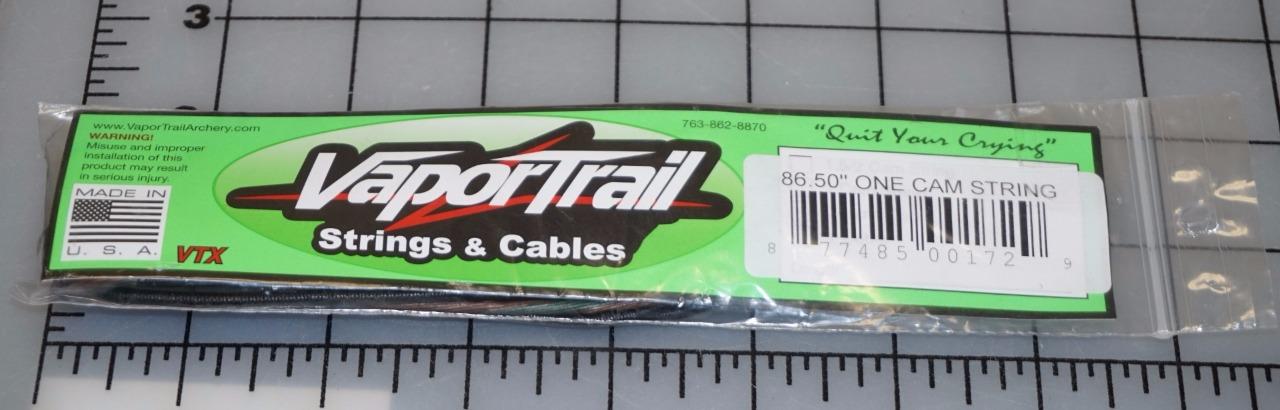 3
www.VaporTrailArchery.com
WARNING!
Misuse and improper
installation of this
product may result
in serious injury.
MADE IN
U. S. A.
VTX
VaporTrail
Strings & Cables
763-862-8870
"Quit Your Crying"
86.50" ONE CAM STRING
8 77485 00172 9